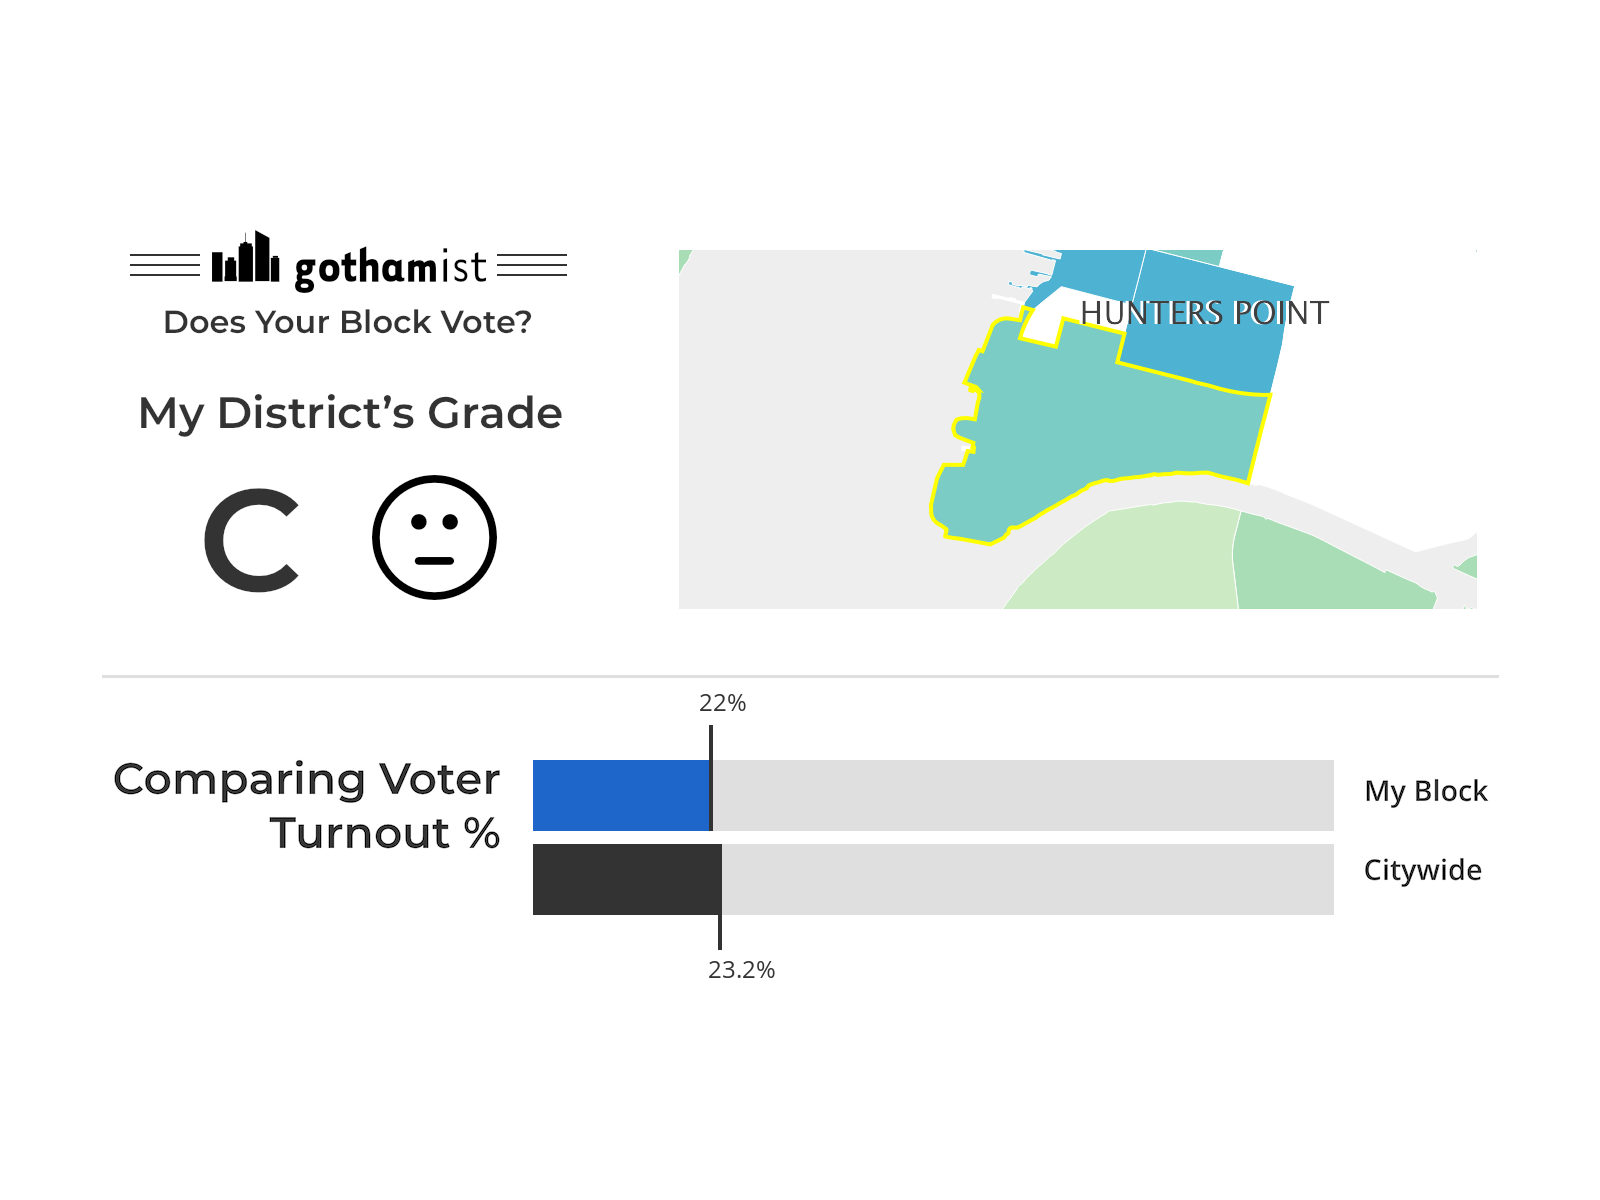 gothamist
Does Your Block Vote?
My District’s Grade
C
HUNTERS POINT
22%
Comparing Voter
Turnout %
My Block
Citywide
23.2%